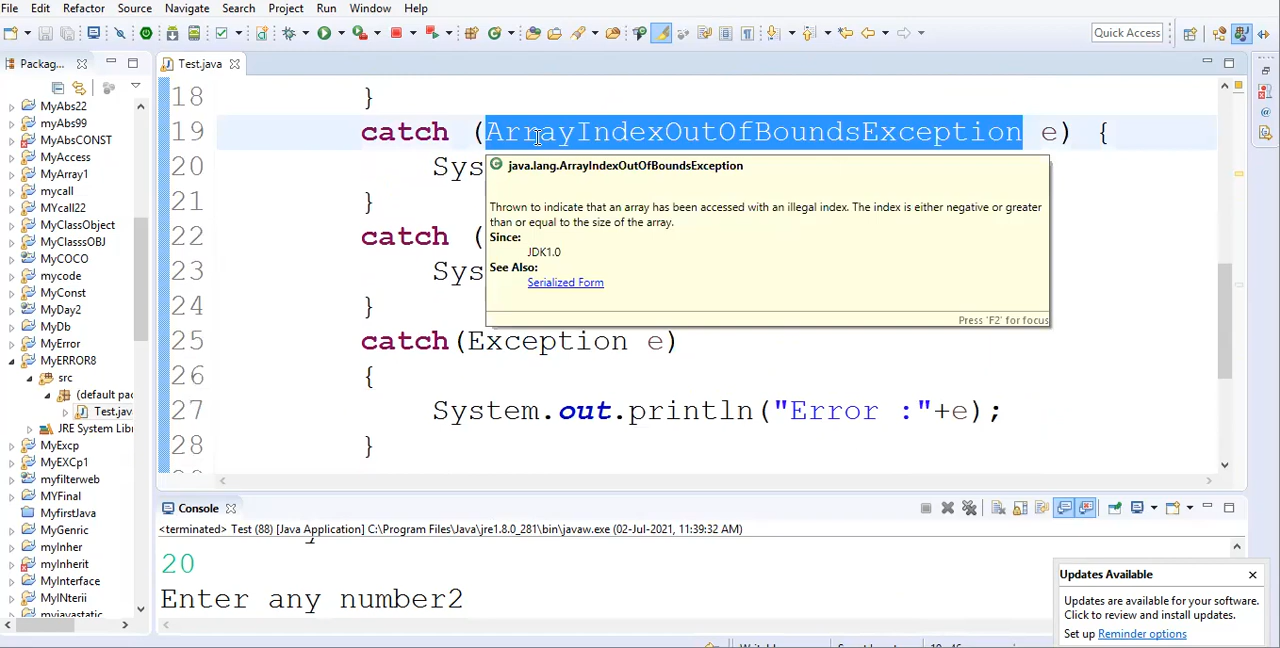 File Edit Refactor Source Navigate Search Project Run Window Help
Quick Access
Packag...
Test.java
MyAbs22
myAbs99
MyAbsCONST
MyAccess
MyArray1
mycall
MYcall22
MyClassObject
MyClasssOBJ
MyCOCO
mycode
MyConst
MyDay2
MyDb
MyError
MyERROR8
src
(default pac
Test.jav
JRE System Libr
MyExcp
MyEXCp1
myfilterweb
MYFinal
MyfirstJava
MyGenric
myInher
myInherit
MyInterface
MyINterii
myjavastatic
18 }
19 catch (ArrayIndexOutOfBoundsException e) {
20 Sys
21 }
22 catch (
23 Sys
24 }
25 catch(Exception e)
26 {
27 System.out.println("Error :"+e);
28 }
java.lang.ArrayIndexOutOfBoundsException
Thrown to indicate that an array has been accessed with an illegal index. The index is either negative or greater
than or equal to the size of the array.
Since:
JDK1.0
See Also:
Serialized Form
Press 'F2' for focus
Console
<terminated> Test (88) [Java Application] C:\Program Files\Java\jre1.8.0_281\bin\javaw.exe (02-Jul-2021, 11:39:32 AM)
20
Enter any number2
Updates Available
Updates are available for your software.
Click to review and install updates.
Set up Reminder options